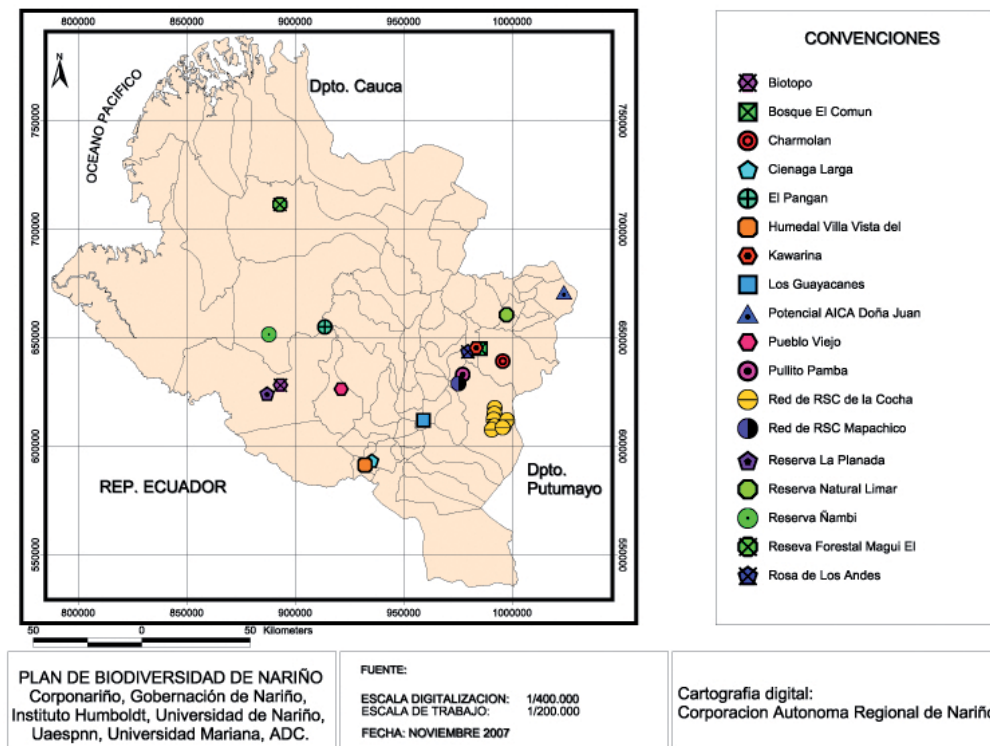 800000 850000 900000 950000 1000000
N
OCEANO PACIFICO
Dpto. Cauca
750000 750000
700000 700000
650000 650000
600000 600000
550000 550000
REP. ECUADOR
Dpto.
Putumayo
800000 850000 900000 950000 1000000
50 0 50 Kilometers
CONVENCIONES
Biotopo
Bosque El Comun
Charmolan
Cienaga Larga
El Pangan
Humedal Villa Vista del
Kawarina
Los Guayacanes
Potencial AICA Doña Juan
Pueblo Viejo
Pullito Pamba
Red de RSC de la Cocha
Red de RSC Mapachico
Reserva La Planada
Reserva Natural Limar
Reserva Ñambi
Reseva Forestal Magui El
Rosa de Los Andes
PLAN DE BIODIVERSIDAD DE NARIÑO
Corponariño, Gobernación de Nariño,
Instituto Humboldt, Universidad de Nariño,
Uaespnn, Universidad Mariana, ADC.
FUENTE:
ESCALA DIGITALIZACION: 1/400.000
ESCALA DE TRABAJO: 1/200.000
FECHA: NOVIEMBRE 2007
Cartografia digital:
Corporacion Autonoma Regional de Nariño